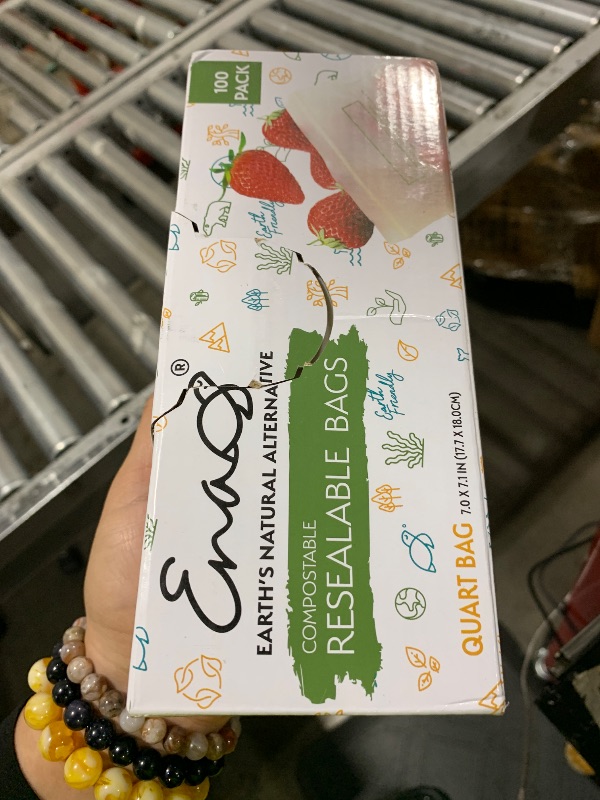 100
PACK
Earth
Friendly
Enas®
EARTH'S NATURAL ALTERNATIVE
COMPOSTABLE
RESEALABLE BAGS
Earth
Friendly
QUART BAG 7.0 X 7.1 IN (17.7 X 18.0CM)